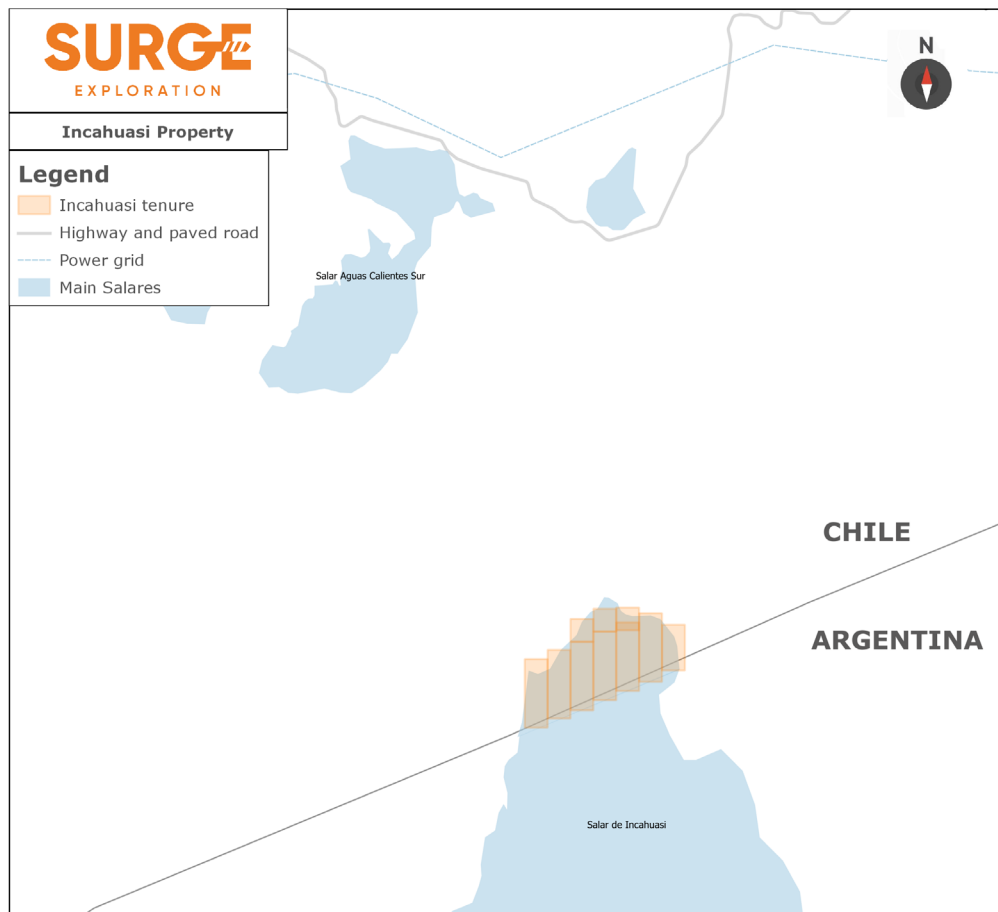 SURGE
EXPLORATION
Incahuasi Property
Legend
Incahuasi tenure
Highway and paved road
Power grid
Main Salares
N
Salar Aguas Calientes Sur
CHILE
ARGENTINA
Salar de Incahuasi